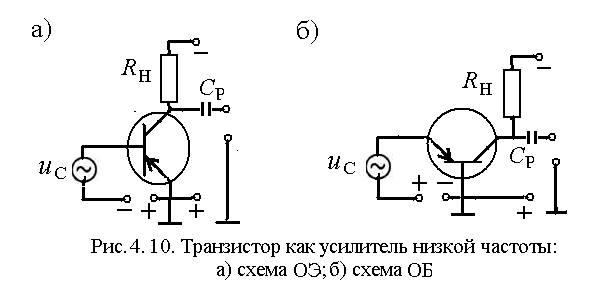 а) б)
− −
Rн Rн
Cр
Cр
uС uС
− + + + − +
Рис. 4. 10. Транзистор как усилитель низкой частоты:
а) схема ОЭ; б) схема ОБ